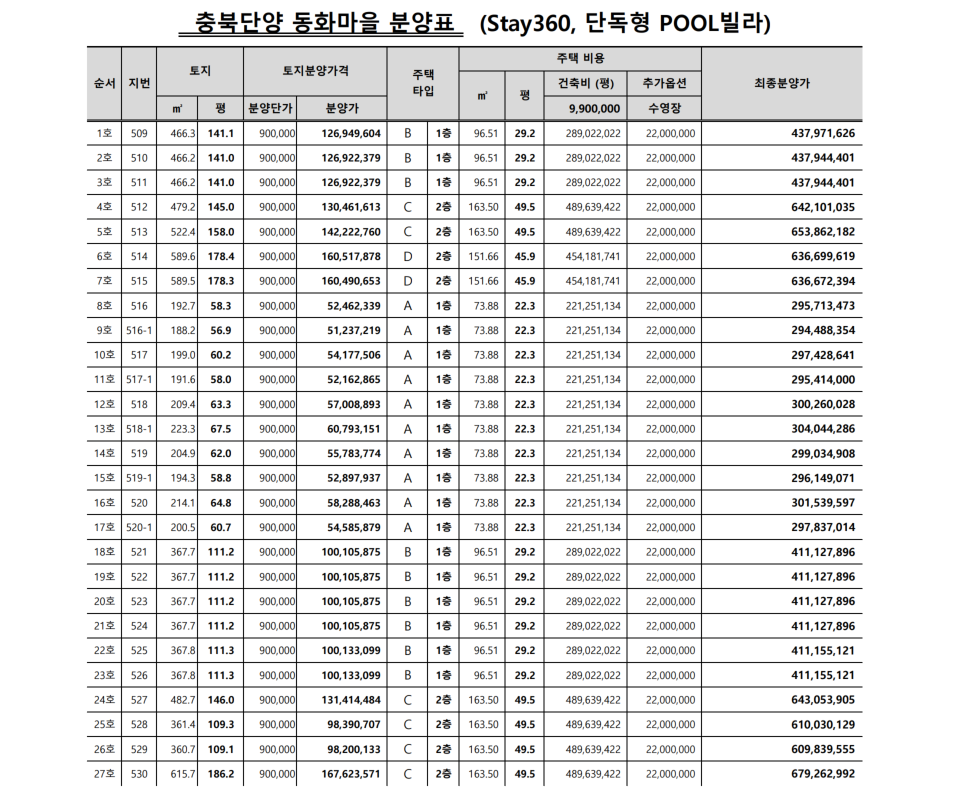 충북단양 동화마을 분양표 (Stay360, 단독형 POOL빌라)
순서 지번 토지 토지분양가격 주택 타입 주택 비용 최종분양가
㎡ 평 건축비 (평) 추가옵션
㎡ 평 분양단가 분양가 9,900,000 수영장
1호 509 466.3 141.1 900,000 126,949,604 B 1층 96.51 29.2 289,022,022 22,000,000 437,971,626
2호 510 466.2 141.0 900,000 126,922,379 B 1층 96.51 29.2 289,022,022 22,000,000 437,944,401
3호 511 466.2 141.0 900,000 126,922,379 B 1층 96.51 29.2 289,022,022 22,000,000 437,944,401
4호 512 479.2 145.0 900,000 130,461,613 C 2층 163.50 49.5 489,639,422 22,000,000 642,101,035
5호 513 522.4 158.0 900,000 142,222,760 C 2층 163.50 49.5 489,639,422 22,000,000 653,862,182
6호 514 589.6 178.4 900,000 160,517,878 D 2층 151.66 45.9 454,181,741 22,000,000 636,699,619
7호 515 589.5 178.3 900,000 160,490,653 D 2층 151.66 45.9 454,181,741 22,000,000 636,672,394
8호 516 192.7 58.3 900,000 52,462,339 A 1층 73.88 22.3 221,251,134 22,000,000 295,713,473
9호 516-1 188.2 56.9 900,000 51,237,219 A 1층 73.88 22.3 221,251,134 22,000,000 294,488,354
10호 517 199.0 60.2 900,000 54,177,506 A 1층 73.88 22.3 221,251,134 22,000,000 297,428,641
11호 517-1 191.6 58.0 900,000 52,162,865 A 1층 73.88 22.3 221,251,134 22,000,000 295,414,000
12호 518 209.4 63.3 900,000 57,008,893 A 1층 73.88 22.3 221,251,134 22,000,000 300,260,028
13호 518-1 223.3 67.5 900,000 60,793,151 A 1층 73.88 22.3 221,251,134 22,000,000 304,044,286
14호 519 204.9 62.0 900,000 55,783,774 A 1층 73.88 22.3 221,251,134 22,000,000 299,034,908
15호 519-1 194.3 58.8 900,000 52,897,937 A 1층 73.88 22.3 221,251,134 22,000,000 296,149,071
16호 520 214.1 64.8 900,000 58,288,463 A 1층 73.88 22.3 221,251,134 22,000,000 301,539,597
17호 520-1 200.5 60.7 900,000 54,585,879 A 1층 73.88 22.3 221,251,134 22,000,000 297,837,014
18호 521 367.7 111.2 900,000 100,105,875 B 1층 96.51 29.2 289,022,022 22,000,000 411,127,896
19호 522 367.7 111.2 900,000 100,105,875 B 1층 96.51 29.2 289,022,022 22,000,000 411,127,896
20호 523 367.7 111.2 900,000 100,105,875 B 1층 96.51 29.2 289,022,022 22,000,000 411,127,896
21호 524 367.7 111.2 900,000 100,105,875 B 1층 96.51 29.2 289,022,022 22,000,000 411,127,896
22호 525 367.8 111.3 900,000 100,133,099 B 1층 96.51 29.2 289,022,022 22,000,000 411,155,121
23호 526 367.8 111.3 900,000 100,133,099 B 1층 96.51 29.2 289,022,022 22,000,000 411,155,121
24호 527 482.7 146.0 900,000 131,414,484 C 2층 163.50 49.5 489,639,422 22,000,000 643,053,905
25호 528 361.4 109.3 900,000 98,390,707 C 2층 163.50 49.5 489,639,422 22,000,000 610,030,129
26호 529 360.7 109.1 900,000 98,200,133 C 2층 163.50 49.5 489,639,422 22,000,000 609,839,555
27호 530 615.7 186.2 900,000 167,623,571 C 2층 163.50 49.5 489,639,422 22,000,000 679,262,992